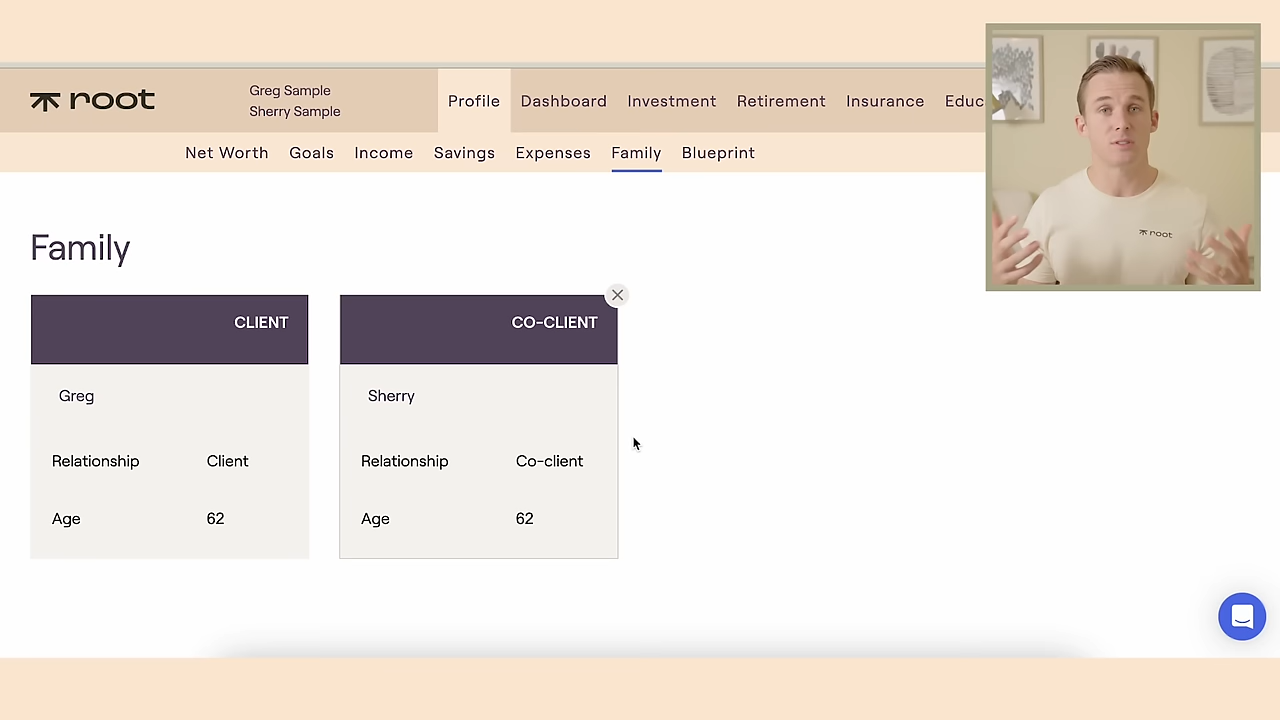 root
Greg Sample
Sherry Sample
Profile
Dashboard
Investment
Retirement
Insurance
Educ
Net Worth
Goals
Income
Savings
Expenses
Family
Blueprint
root
Family
CLIENT
Greg
Relationship Client
Age 62
CO-CLIENT
Sherry
Relationship Co-client
Age 62